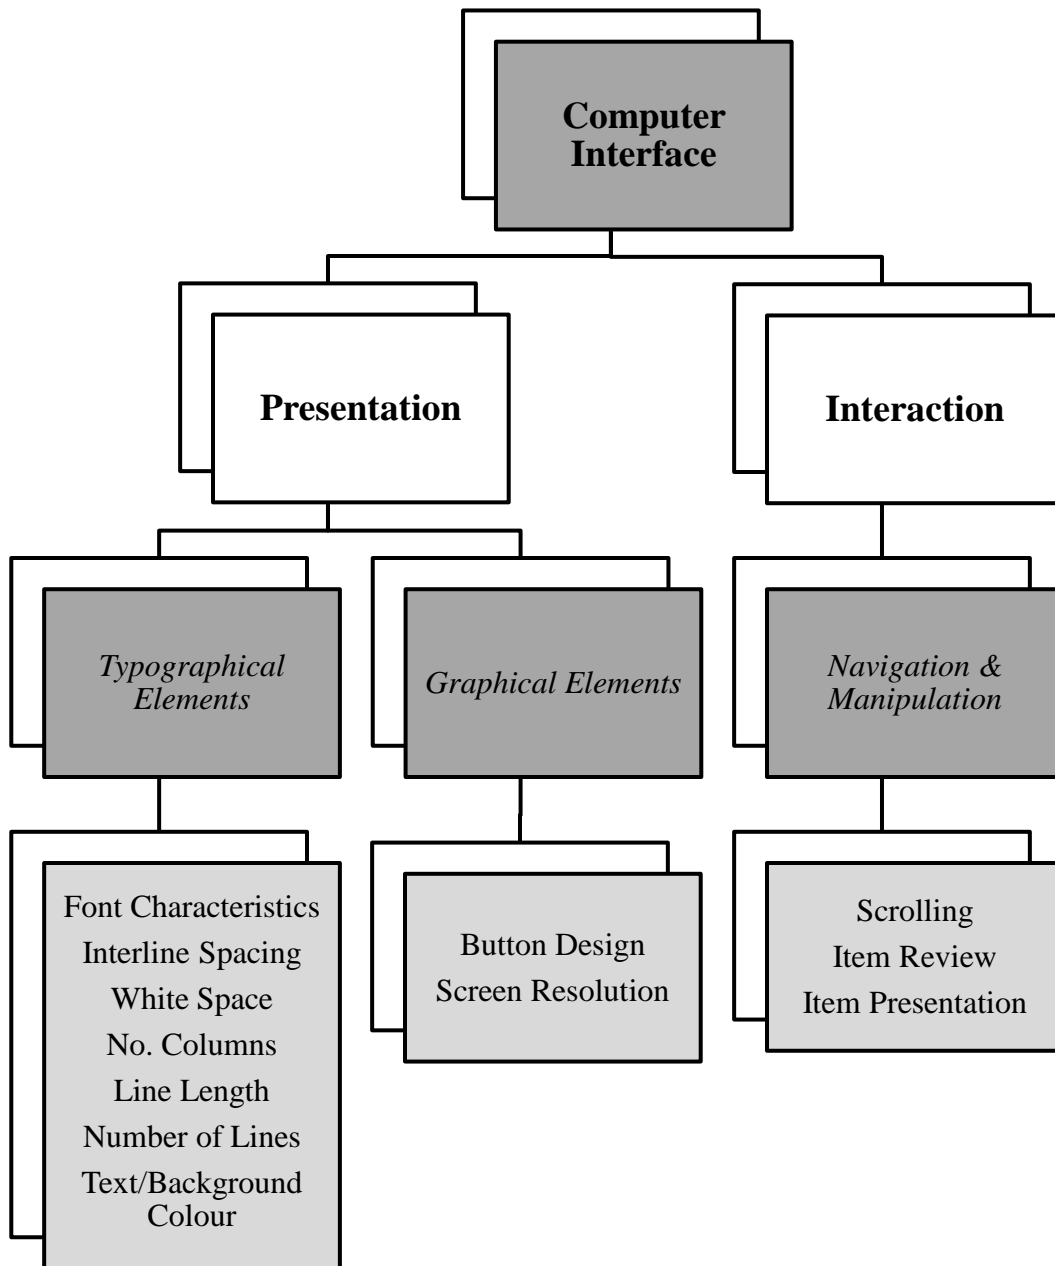 Computer
Interface
Presentation
Interaction
Typographical
Elements
Graphical Elements
Navigation &
Manipulation
Font Characteristics
Interline Spacing
White Space
No. Columns
Line Length
Number of Lines
Text/Background
Colour
Button Design
Screen Resolution
Scrolling
Item Review
Item Presentation